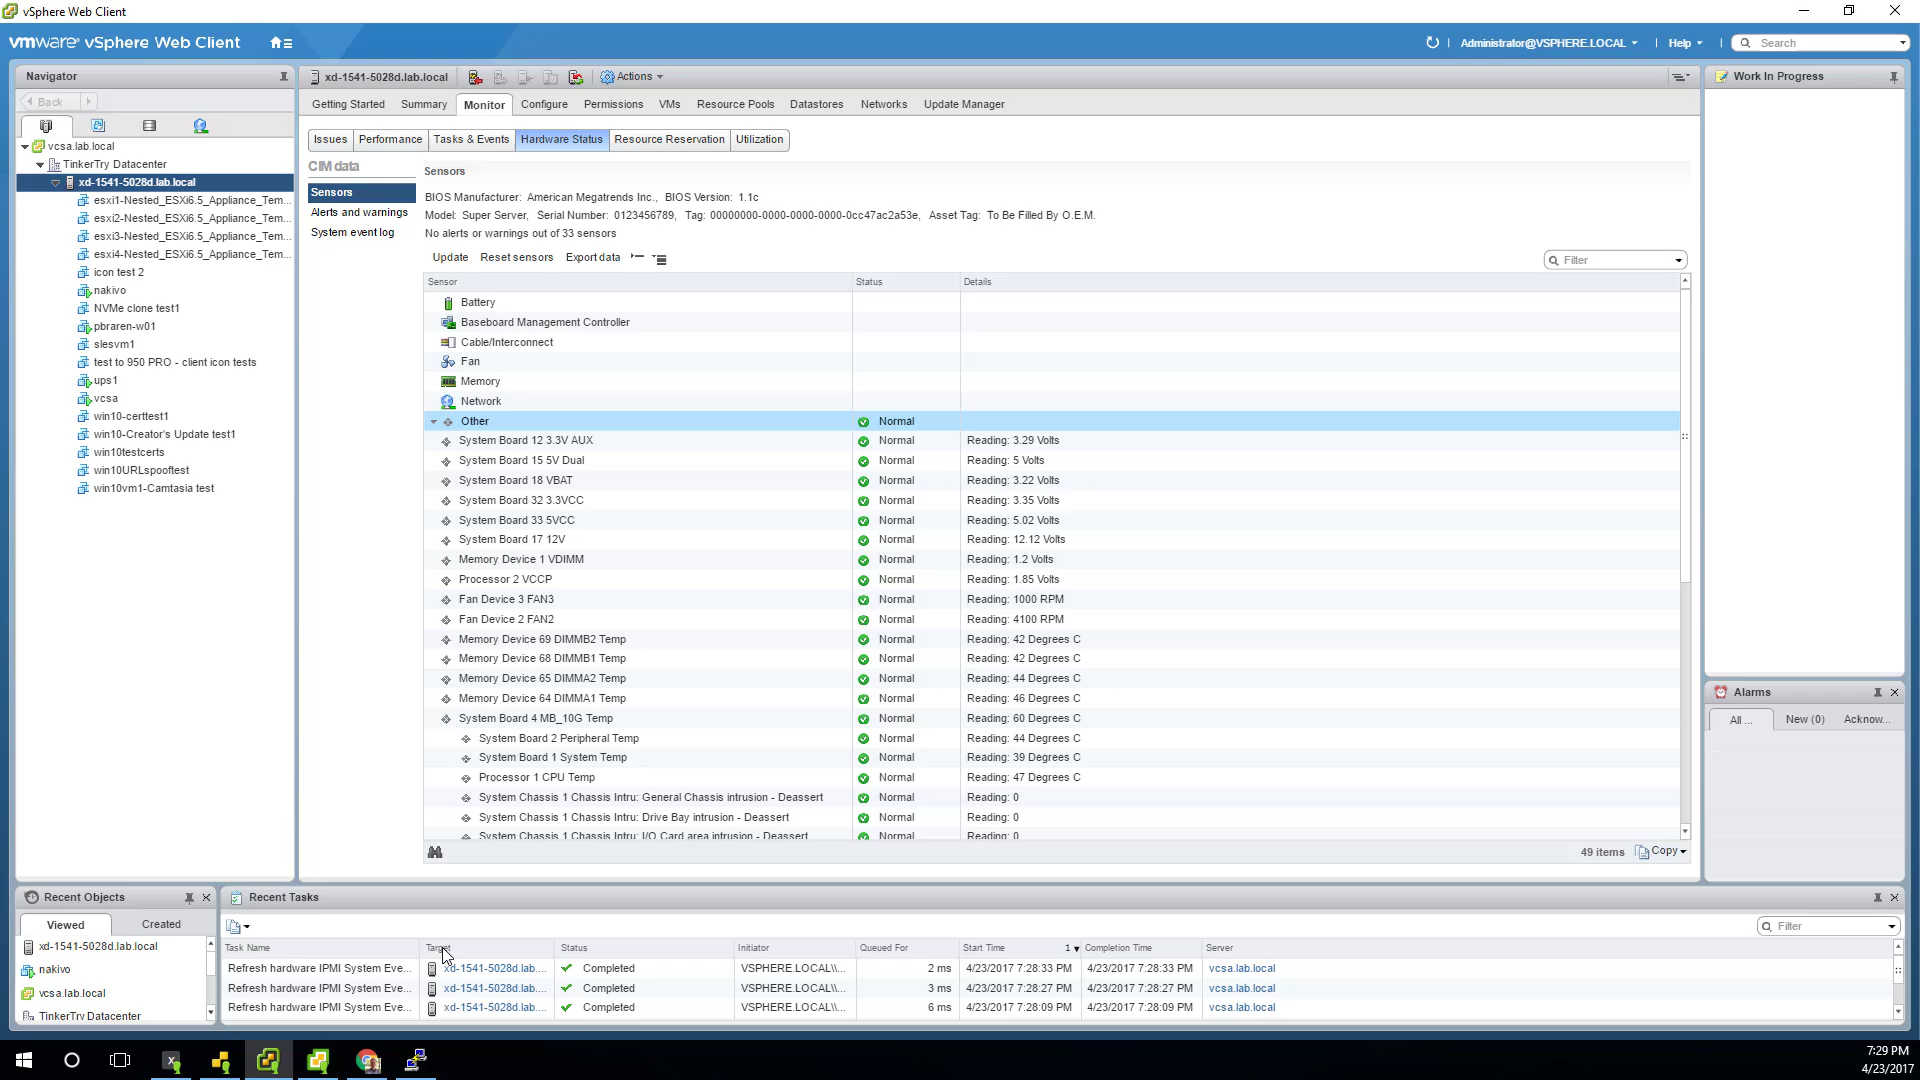 vSphere Web Client
vmware® vSphere Web Client
Administrator@VSPHERE.LOCAL
Help
Search
Navigator
Back
vcsa.lab.local
TinkerTry Datacenter
xd-1541-5028d.lab.local
esxi1-Nested_ESXi6.5_Appliance_Tem...
esxi2-Nested_ESXi6.5_Appliance_Tem...
esxi3-Nested_ESXi6.5_Appliance_Tem...
esxi4-Nested_ESXi6.5_Appliance_Tem...
icon test 2
nakivo
NVMe clone test1
pbraren-w01
slesvm1
test to 950 PRO - client icon tests
ups1
vcsa
win10-certtest1
win10-Creator's Update test1
win10testcerts
win10URLspooftest
win10vm1-Camtasia test
xd-1541-5028d.lab.local
Actions
Getting Started Summary Monitor Configure Permissions VMs Resource Pools Datastores Networks Update Manager
Issues Performance Tasks & Events Hardware Status Resource Reservation Utilization
CIM data
Sensors
Alerts and warnings
System event log
Sensors
BIOS Manufacturer: American Megatrends Inc., BIOS Version: 1.1c
Model: Super Server, Serial Number: 0123456789, Tag: 00000000-0000-0000-0000-0cc47ac2a53e, Asset Tag: To Be Filled By O.E.M.
No alerts or warnings out of 33 sensors
Update Reset sensors Export data
Filter
Sensor Status Details
Battery
Baseboard Management Controller
Cable/Interconnect
Fan
Memory
Network
Other Normal
System Board 12 3.3V AUX Normal Reading: 3.29 Volts
System Board 15 5V Dual Normal Reading: 5 Volts
System Board 18 VBAT Normal Reading: 3.22 Volts
System Board 32 3.3VCC Normal Reading: 3.35 Volts
System Board 33 5VCC Normal Reading: 5.02 Volts
System Board 17 12V Normal Reading: 12.12 Volts
Memory Device 1 VDIMM Normal Reading: 1.2 Volts
Processor 2 VCCP Normal Reading: 1.85 Volts
Fan Device 3 FAN3 Normal Reading: 1000 RPM
Fan Device 2 FAN2 Normal Reading: 4100 RPM
Memory Device 69 DIMMB2 Temp Normal Reading: 42 Degrees C
Memory Device 68 DIMMB1 Temp Normal Reading: 42 Degrees C
Memory Device 65 DIMMA2 Temp Normal Reading: 44 Degrees C
Memory Device 64 DIMMA1 Temp Normal Reading: 46 Degrees C
System Board 4 MB_10G Temp Normal Reading: 60 Degrees C
System Board 2 Peripheral Temp Normal Reading: 44 Degrees C
System Board 1 System Temp Normal Reading: 39 Degrees C
Processor 1 CPU Temp Normal Reading: 47 Degrees C
System Chassis 1 Chassis Intru: General Chassis intrusion - Deassert Normal Reading: 0
System Chassis 1 Chassis Intru: Drive Bay intrusion - Deassert Normal Reading: 0
System Chassis 1 Chassis Intru: I/O Card area intrusion - Deassert Normal Reading: 0
49 items Copy
Work In Progress
Alarms
All ... New (0) Acknow...
Recent Objects
Viewed Created
xd-1541-5028d.lab.local
nakivo
vcsa.lab.local
TinkerTry Datacenter
Recent Tasks
Filter
Task Name Target Status Initiator Queued For Start Time 1 Completion Time Server
Refresh hardware IPMI System Eve... xd-1541-5028d.lab.... Completed VSPHERE.LOCAL\\... 2 ms 4/23/2017 7:28:33 PM 4/23/2017 7:28:33 PM vcsa.lab.local
Refresh hardware IPMI System Eve... xd-1541-5028d.lab.... Completed VSPHERE.LOCAL\\... 3 ms 4/23/2017 7:28:27 PM 4/23/2017 7:28:27 PM vcsa.lab.local
Refresh hardware IPMI System Eve... xd-1541-5028d.lab.... Completed VSPHERE.LOCAL\\... 6 ms 4/23/2017 7:28:09 PM 4/23/2017 7:28:09 PM vcsa.lab.local
7:29 PM
4/23/2017